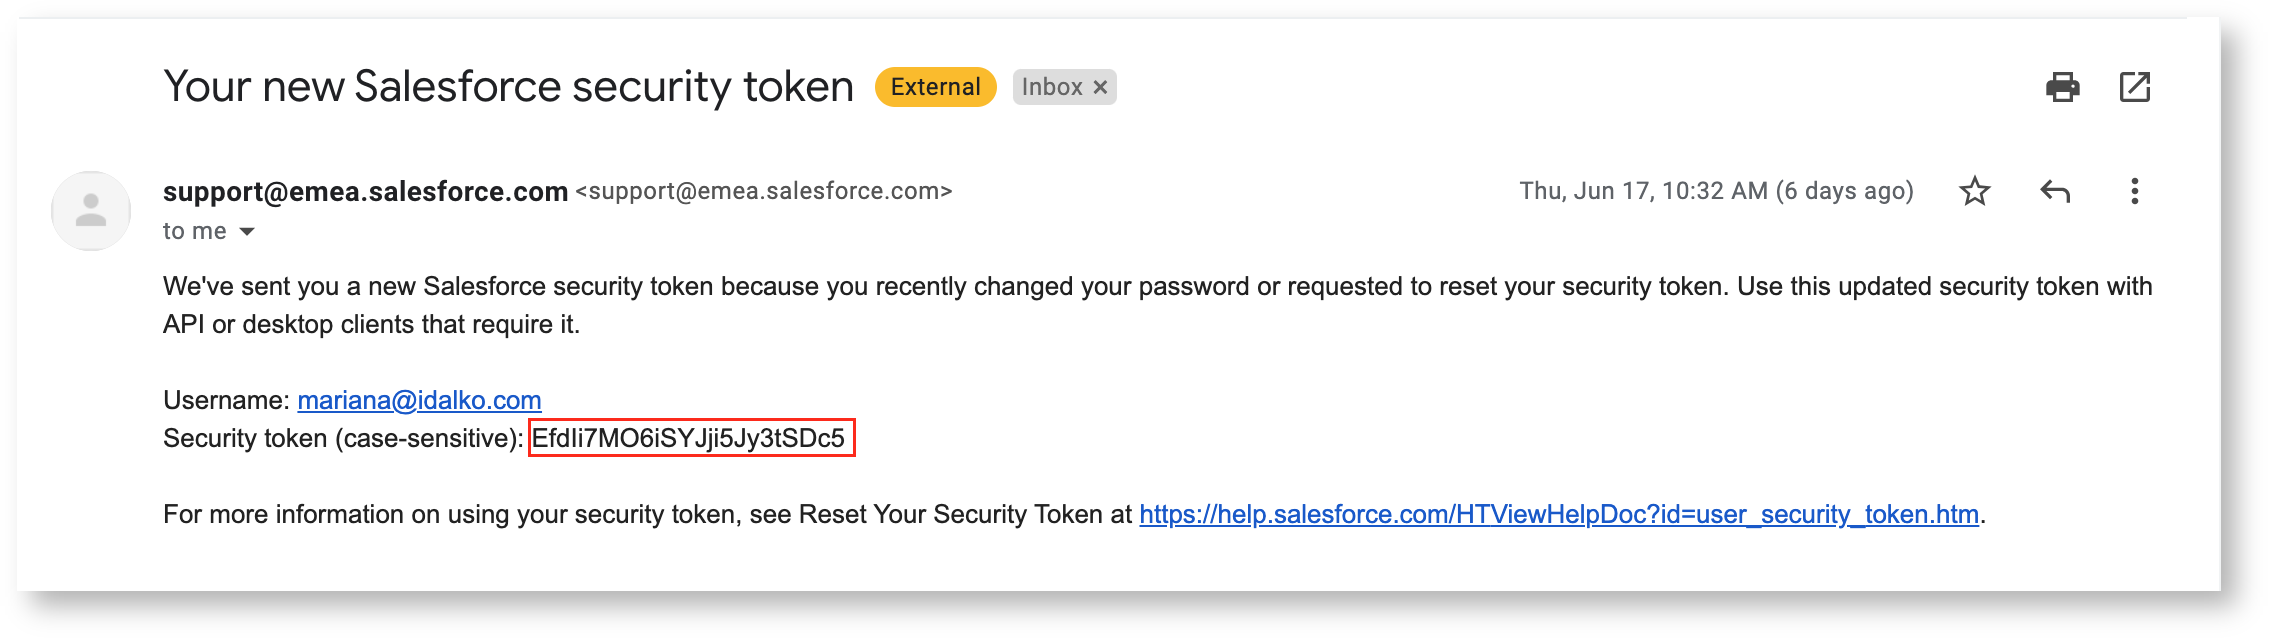 Your new Salesforce security token External Inbox ×
support@emea.salesforce.com <support@emea.salesforce.com> Thu, Jun 17, 10:32 AM (6 days ago)
to me
We've sent you a new Salesforce security token because you recently changed your password or requested to reset your security token. Use this updated security token with
API or desktop clients that require it.
Username: mariana@idalko.com
Security token (case-sensitive): EfdIi7MO6iSYJji5Jy3tSDc5
For more information on using your security token, see Reset Your Security Token at https://help.salesforce.com/HTViewHelpDoc?id=user_security_token.htm.